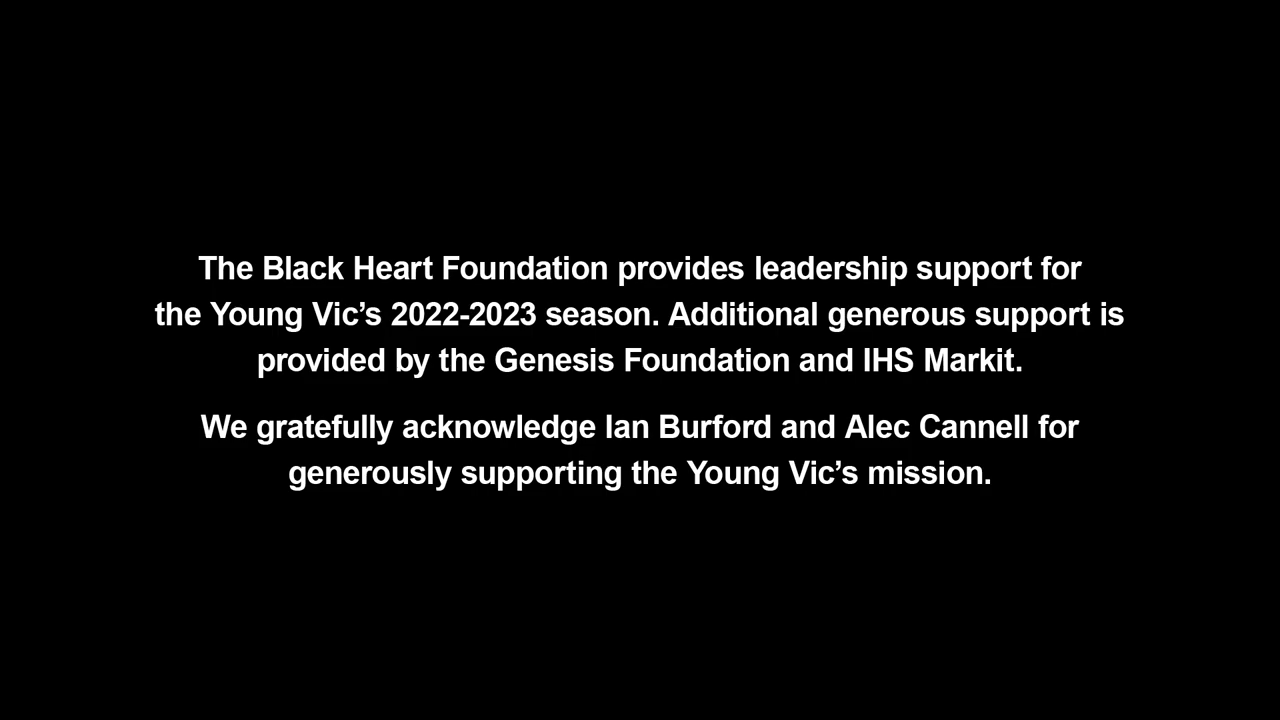 The Black Heart Foundation provides leadership support for
the Young Vic’s 2022-2023 season. Additional generous support is
provided by the Genesis Foundation and IHS Markit.
We gratefully acknowledge Ian Burford and Alec Cannell for
generously supporting the Young Vic’s mission.